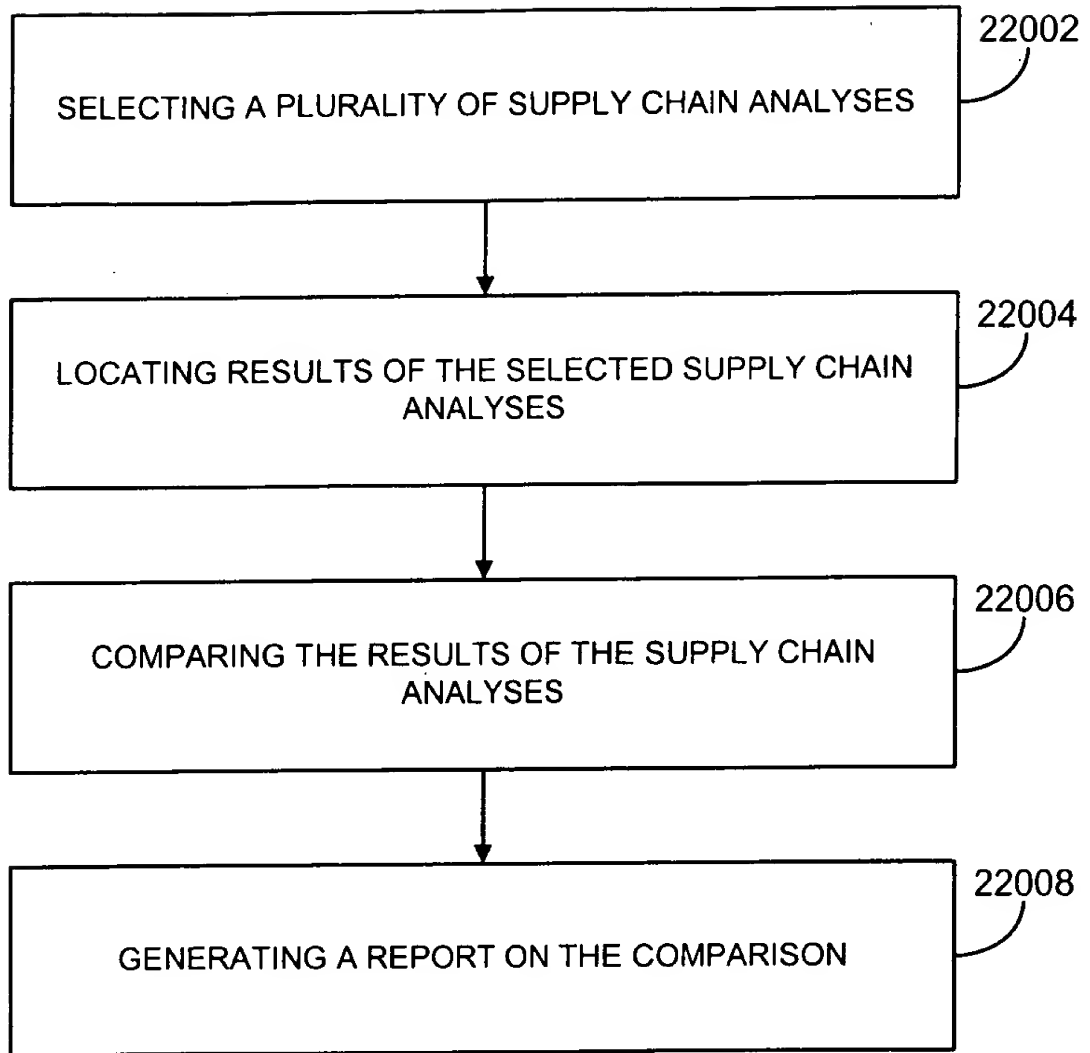 22002
SELECTING A PLURALITY OF SUPPLY CHAIN ANALYSES
22004
LOCATING RESULTS OF THE SELECTED SUPPLY CHAIN
ANALYSES
22006
COMPARING THE RESULTS OF THE SUPPLY CHAIN
ANALYSES
22008
GENERATING A REPORT ON THE COMPARISON